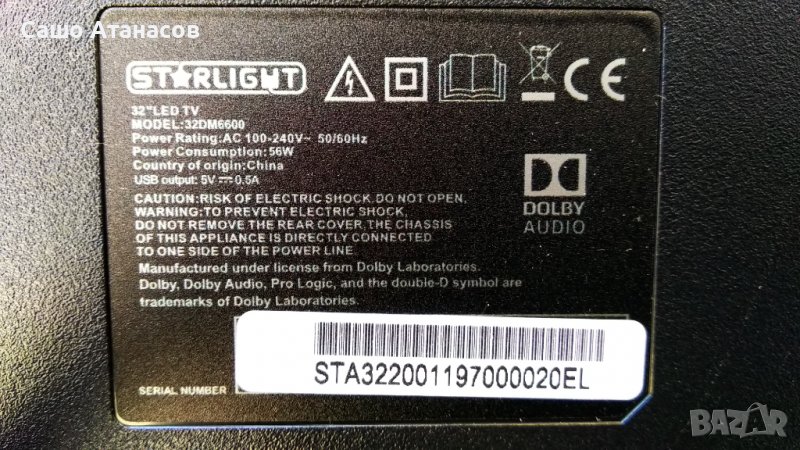 Сашо Атанасов
STARLIGHT
32"LED TV
MODEL:32DM6600
Power Rating:AC 100-240V~ 50/60Hz
Power Consumption:56W
Country of origin:China
USB output: 5V⎓0.5A
CAUTION:RISK OF ELECTRIC SHOCK.DO NOT OPEN.
WARNING:TO PREVENT ELECTRIC SHOCK,
DO NOT REMOVE THE REAR COVER,THE CHASSIS
OF THIS APPLIANCE IS DIRECTLY CONNECTED
TO ONE SIDE OF THE POWER LINE
Manufactured under license from Dolby Laboratories.
Dolby, Dolby Audio, Pro Logic, and the double-D symbol are
trademarks of Dolby Laboratories.
CE
DOLBY
AUDIO
SERIAL NUMBER
STA322001197000020EL
BAZAR